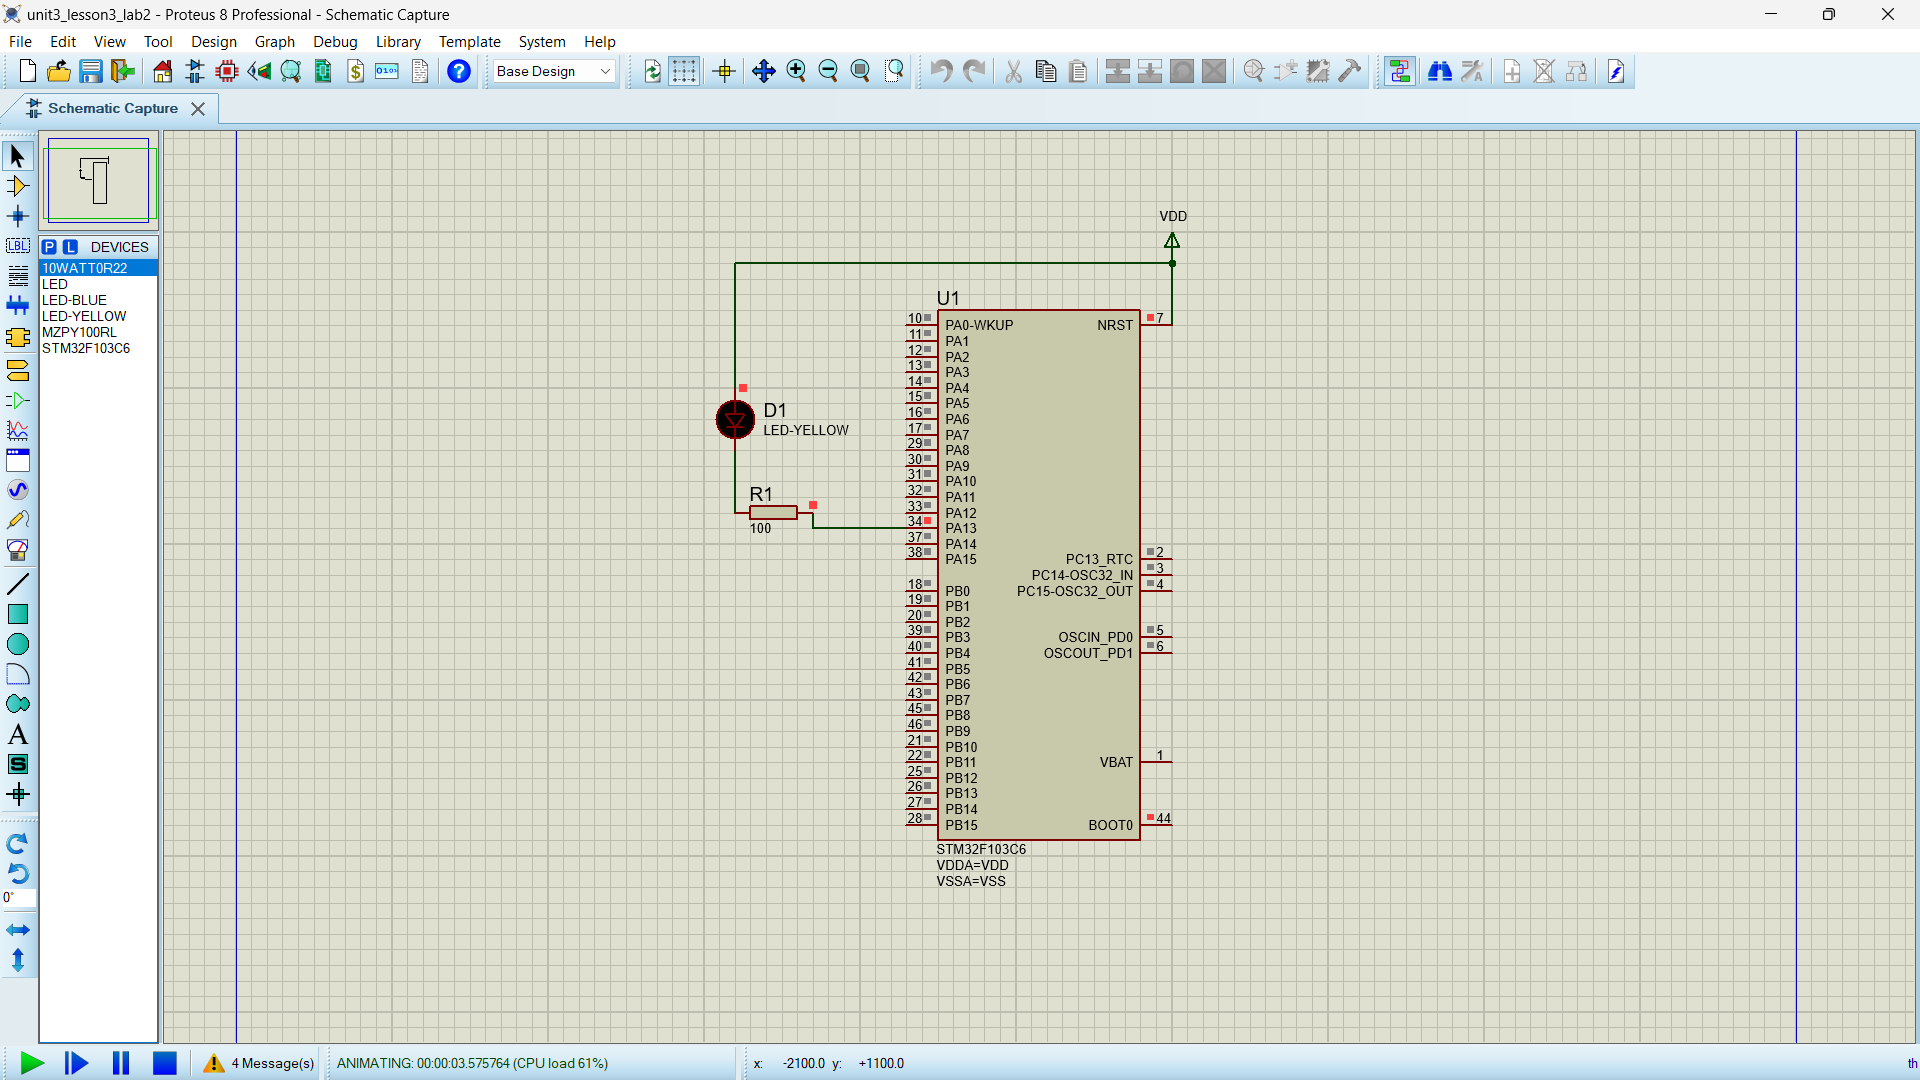 unit3_lesson3_lab2 - Proteus 8 Professional - Schematic Capture
File Edit View Tool Design Graph Debug Library Template System Help
Base Design
Schematic Capture
P L DEVICES
10WATT0R22
LED
LED-BLUE
LED-YELLOW
MZPY100RL
STM32F103C6
LBL
A
S
0°
VDD
U1
10 PA0-WKUP NRST 7
11 PA1
12 PA2
13 PA3
14 PA4
15 PA5
16 PA6
17 PA7
29 PA8
30 PA9
31 PA10
32 PA11
33 PA12
34 PA13
37 PA14
38 PA15
D1
LED-YELLOW
R1
100
PC13_RTC 2
PC14-OSC32_IN 3
PC15-OSC32_OUT 4
18 PB0
19 PB1
20 PB2
39 PB3
40 PB4
41 PB5
42 PB6
43 PB7
45 PB8
46 PB9
21 PB10
22 PB11
25 PB12
26 PB13
27 PB14
28 PB15
OSCIN_PD0 5
OSCOUT_PD1 6
VBAT 1
BOOT0 44
STM32F103C6
VDDA=VDD
VSSA=VSS
4 Message(s) ANIMATING: 00:00:03.575764 (CPU load 61%) x: -2100.0 y: +1100.0 th